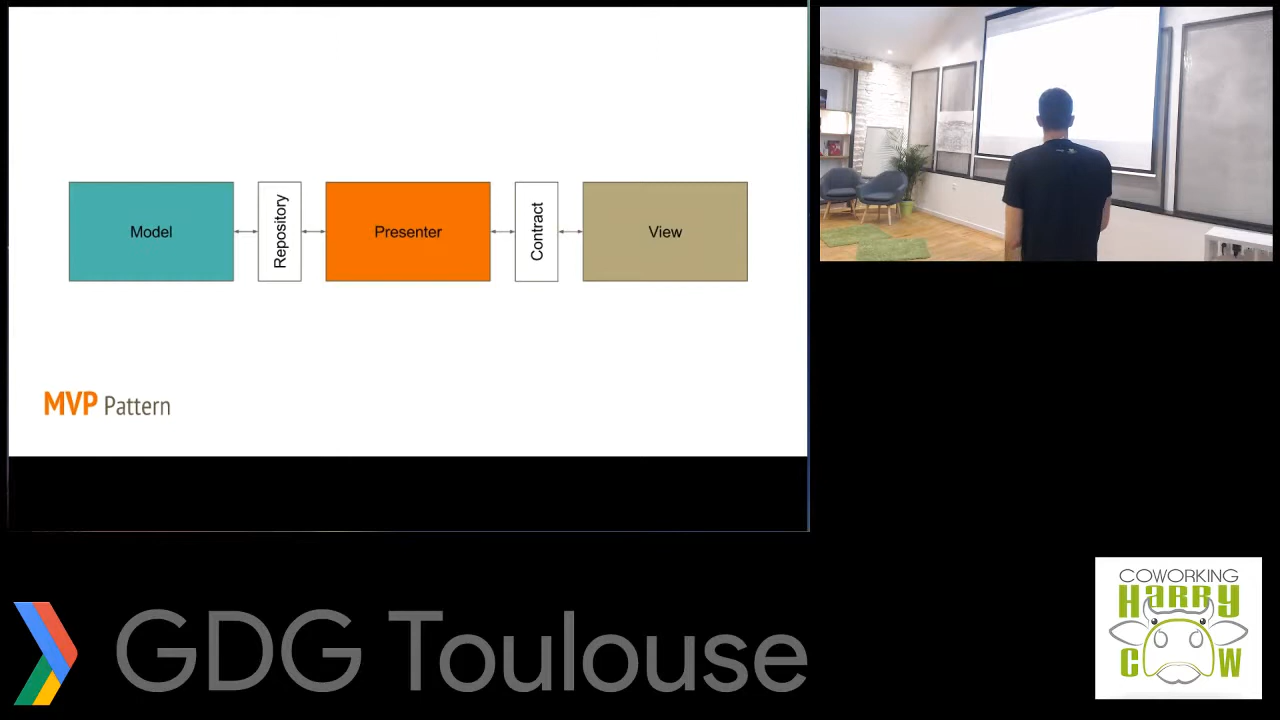 Model
Repository
Presenter
Contract
View
MVP Pattern
GDG Toulouse
COWORKING
HaRRy
COW